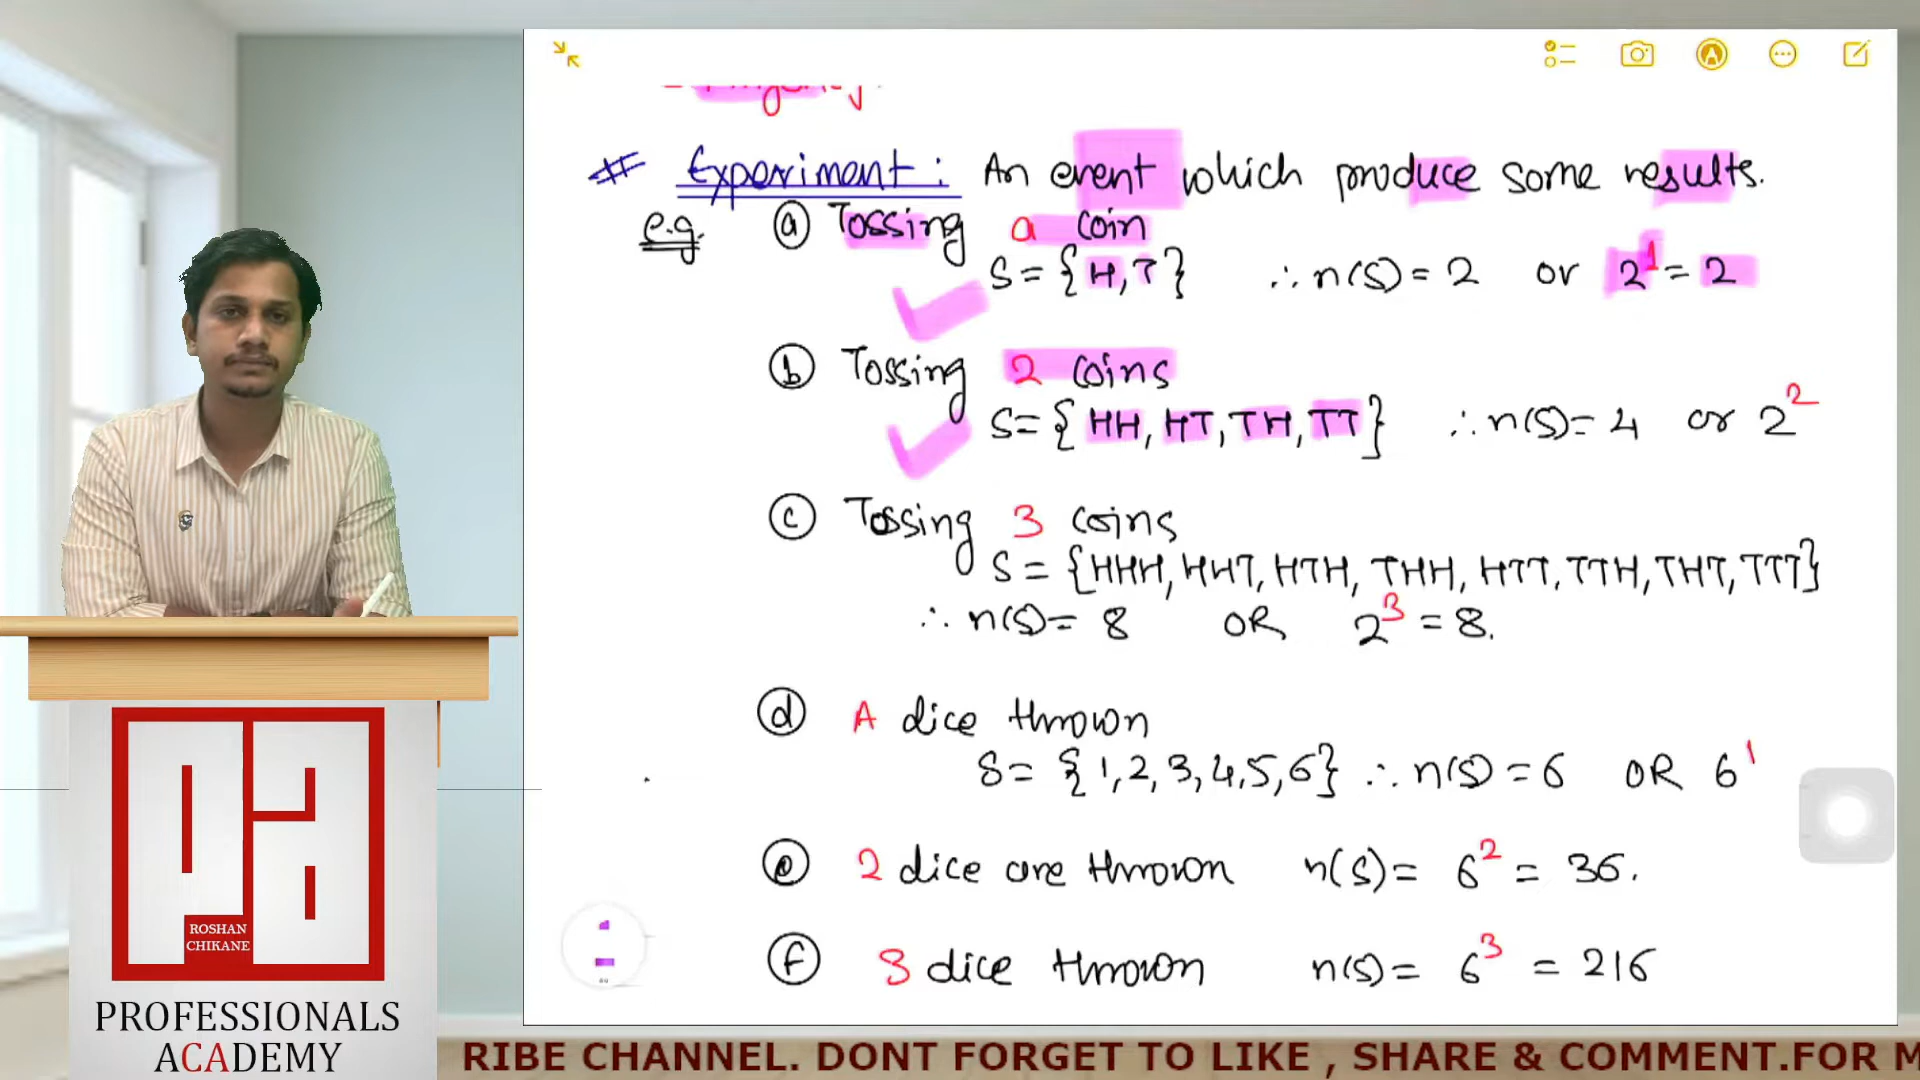 # Experiment : An event which produce some results.
e.g. (a) Tossing a coin
S = {H, T} ∴ n(S) = 2 or 2¹ = 2
(b) Tossing 2 coins
S = { HH, HT, TH, TT } ∴ n(S) = 4 or 2²
(c) Tossing 3 coins
S = {HHH, HHT, HTH, THH, HTT, TTH, THT, TTT}
∴ n(S) = 8 OR 2³ = 8.
(d) A dice thrown
S = {1, 2, 3, 4, 5, 6} ∴ n(S) = 6 OR 6¹
(e) 2 dice are thrown n(S) = 6² = 36.
(f) 3 dice thrown n(S) = 6³ = 216
ROSHAN
CHIKANE
PROFESSIONALS
ACADEMY
RIBE CHANNEL. DONT FORGET TO LIKE , SHARE & COMMENT.FOR M